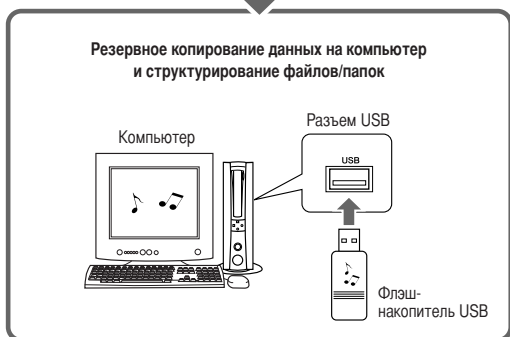 Резервное копирование данных на компьютер
и структурирование файлов/папок
Разъем USB
Компьютер
USB
Флэш-
накопитель USB